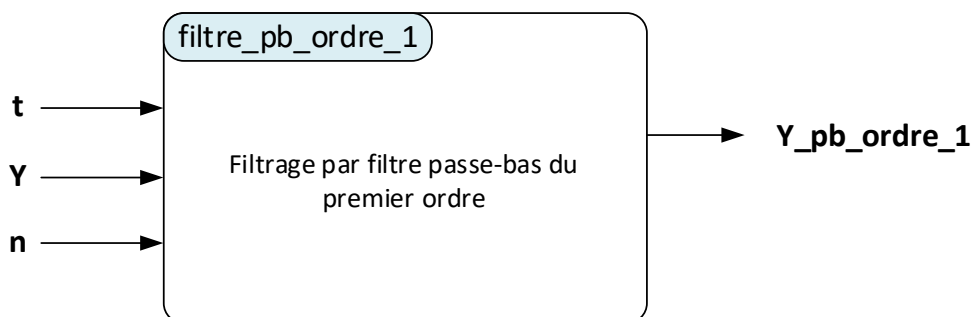 filtre_pb_ordre_1
t
Y
n
Filtrage par filtre passe-bas du
premier ordre
Y_pb_ordre_1